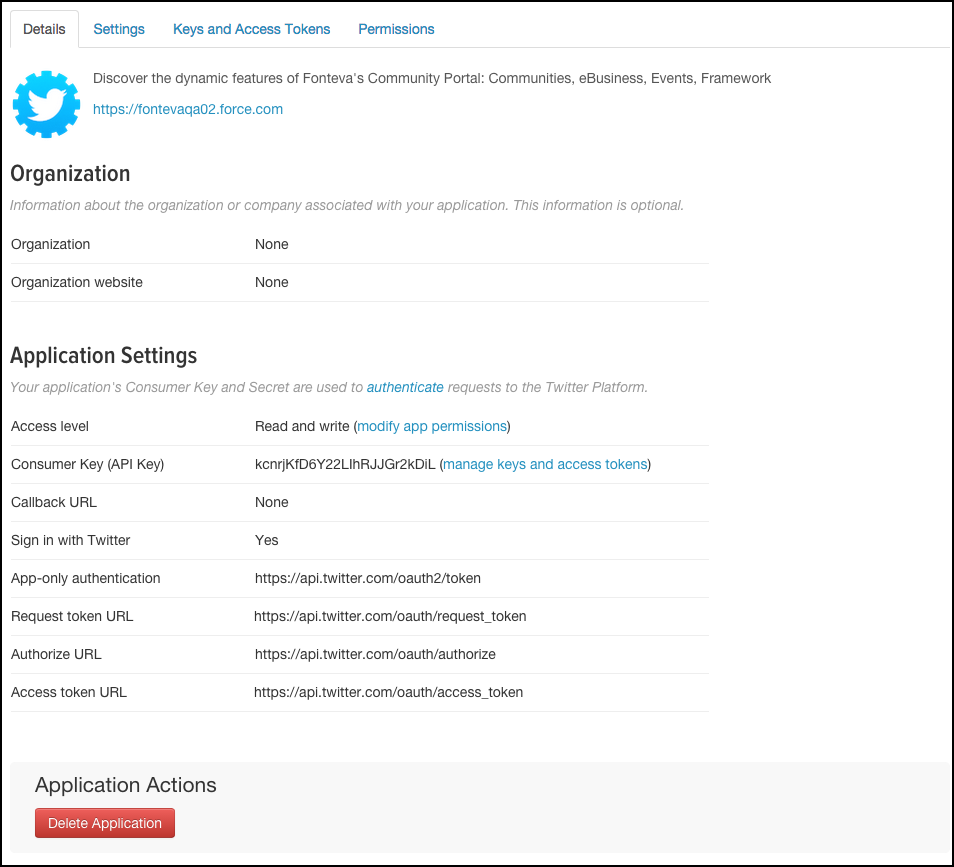 Details Settings Keys and Access Tokens Permissions
Discover the dynamic features of Fonteva's Community Portal: Communities, eBusiness, Events, Framework
https://fontevaqa02.force.com
Organization
Information about the organization or company associated with your application. This information is optional.
Organization None
Organization website None
Application Settings
Your application's Consumer Key and Secret are used to authenticate requests to the Twitter Platform.
Access level Read and write (modify app permissions)
Consumer Key (API Key) kcnrjKfD6Y22LIhRJJGr2kDiL (manage keys and access tokens)
Callback URL None
Sign in with Twitter Yes
App-only authentication https://api.twitter.com/oauth2/token
Request token URL https://api.twitter.com/oauth/request_token
Authorize URL https://api.twitter.com/oauth/authorize
Access token URL https://api.twitter.com/oauth/access_token
Application Actions
Delete Application